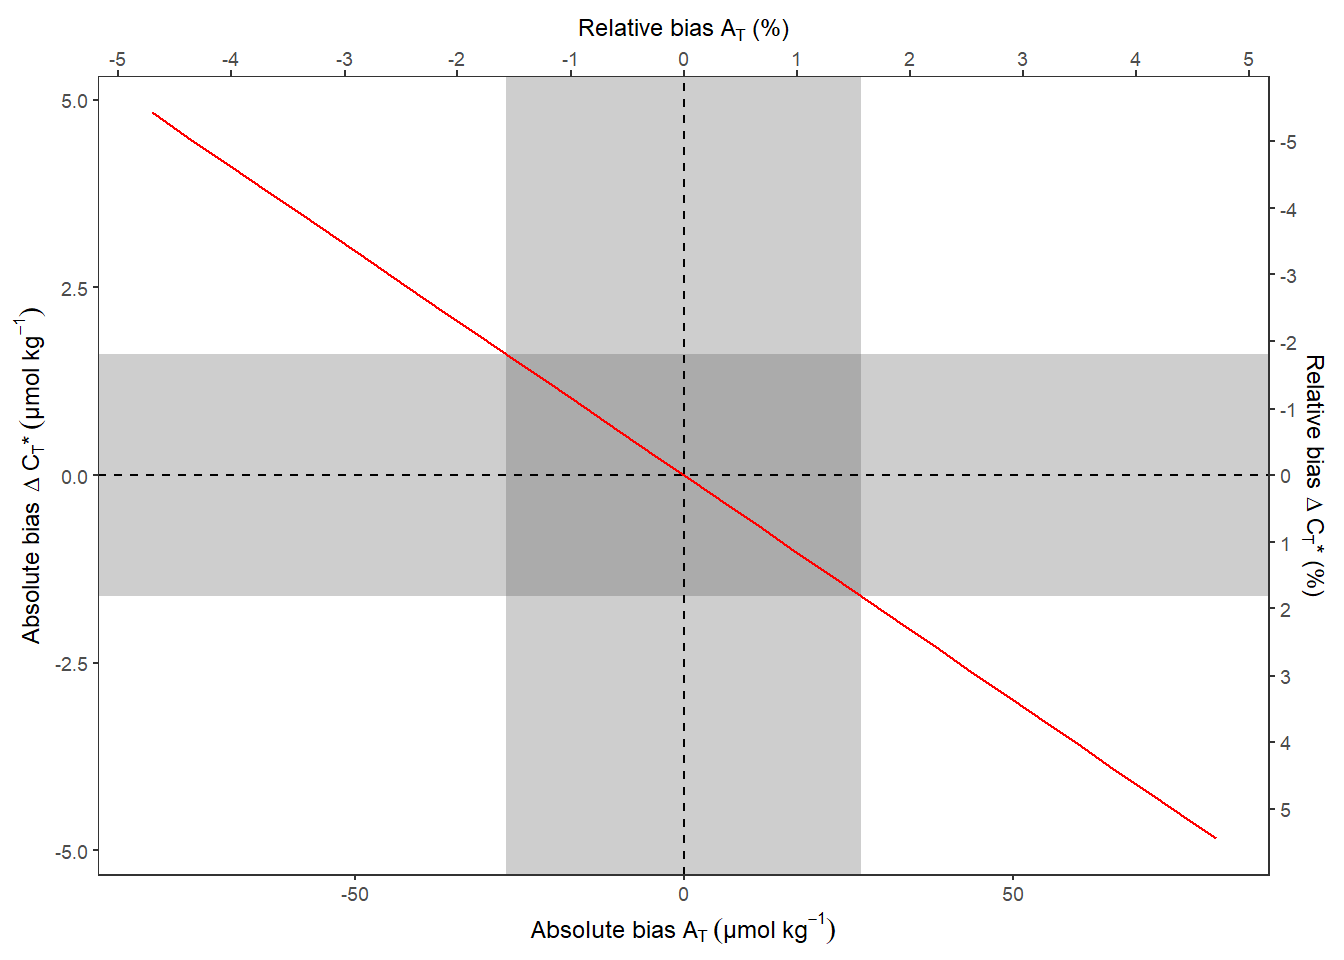 Relative bias A_T (%)
-5 -4 -3 -2 -1 0 1 2 3 4 5
5.0
2.5
0.0
-2.5
-5.0
Absolute bias Δ C_T* (µmol kg⁻¹)
-5
-4
-3
-2
-1
0
1
2
3
4
5
Relative bias Δ C_T* (%)
-50 0 50
Absolute bias A_T (µmol kg⁻¹)